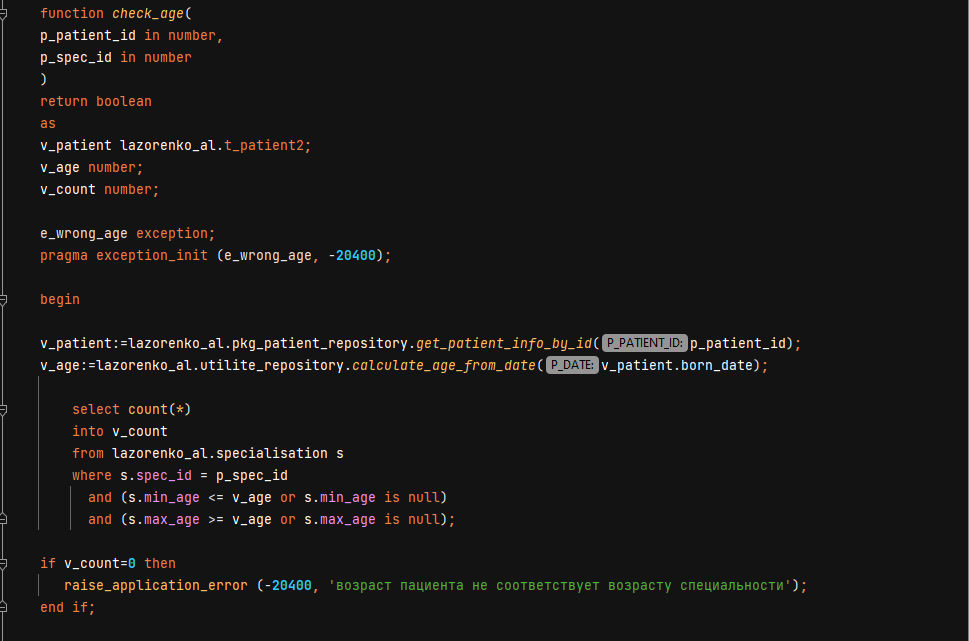 function check_age(
p_patient_id in number,
p_spec_id in number
)
return boolean
as
v_patient lazorenko_al.t_patient2;
v_age number;
v_count number;
e_wrong_age exception;
pragma exception_init (e_wrong_age, -20400);
begin
v_patient:=lazorenko_al.pkg_patient_repository.get_patient_info_by_id( P_PATIENT_ID: p_patient_id);
v_age:=lazorenko_al.utilite_repository.calculate_age_from_date( P_DATE: v_patient.born_date);
select count(*)
into v_count
from lazorenko_al.specialisation s
where s.spec_id = p_spec_id
and (s.min_age <= v_age or s.min_age is null)
and (s.max_age >= v_age or s.max_age is null);
if v_count=0 then
raise_application_error (-20400, 'возраст пациента не соответствует возрасту специальности');
end if;